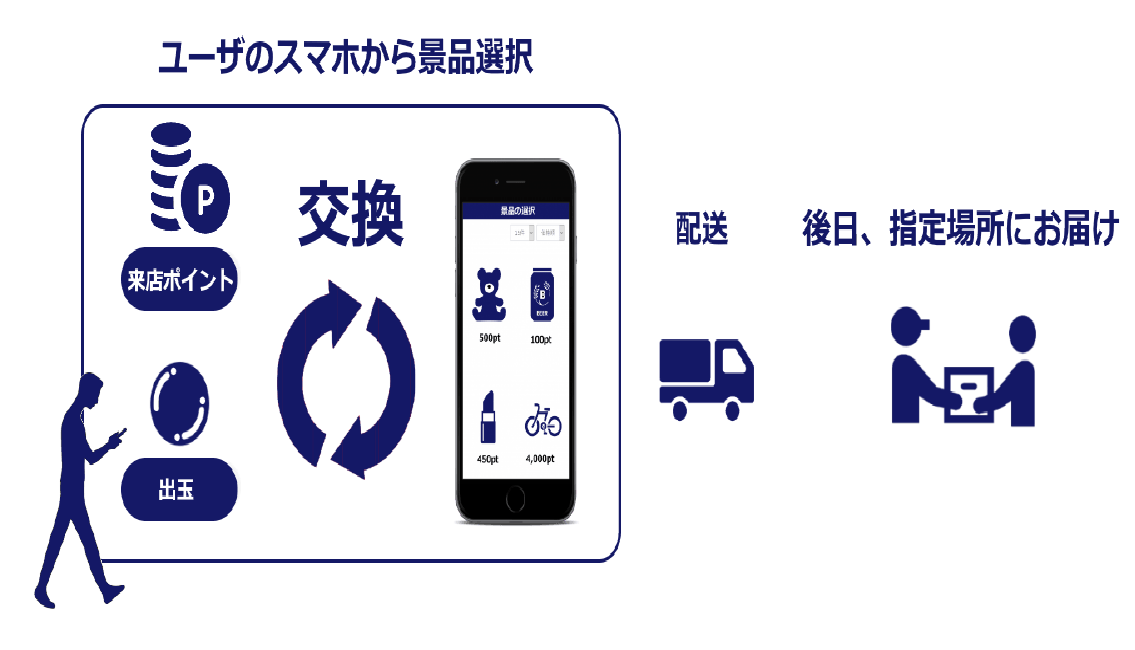 ユーザのスマホから景品選択
P
来店ポイント
出玉
交換
景品の選択
B
BEER
500pt
100pt
450pt
4,000pt
配送
後日、指定場所にお届け